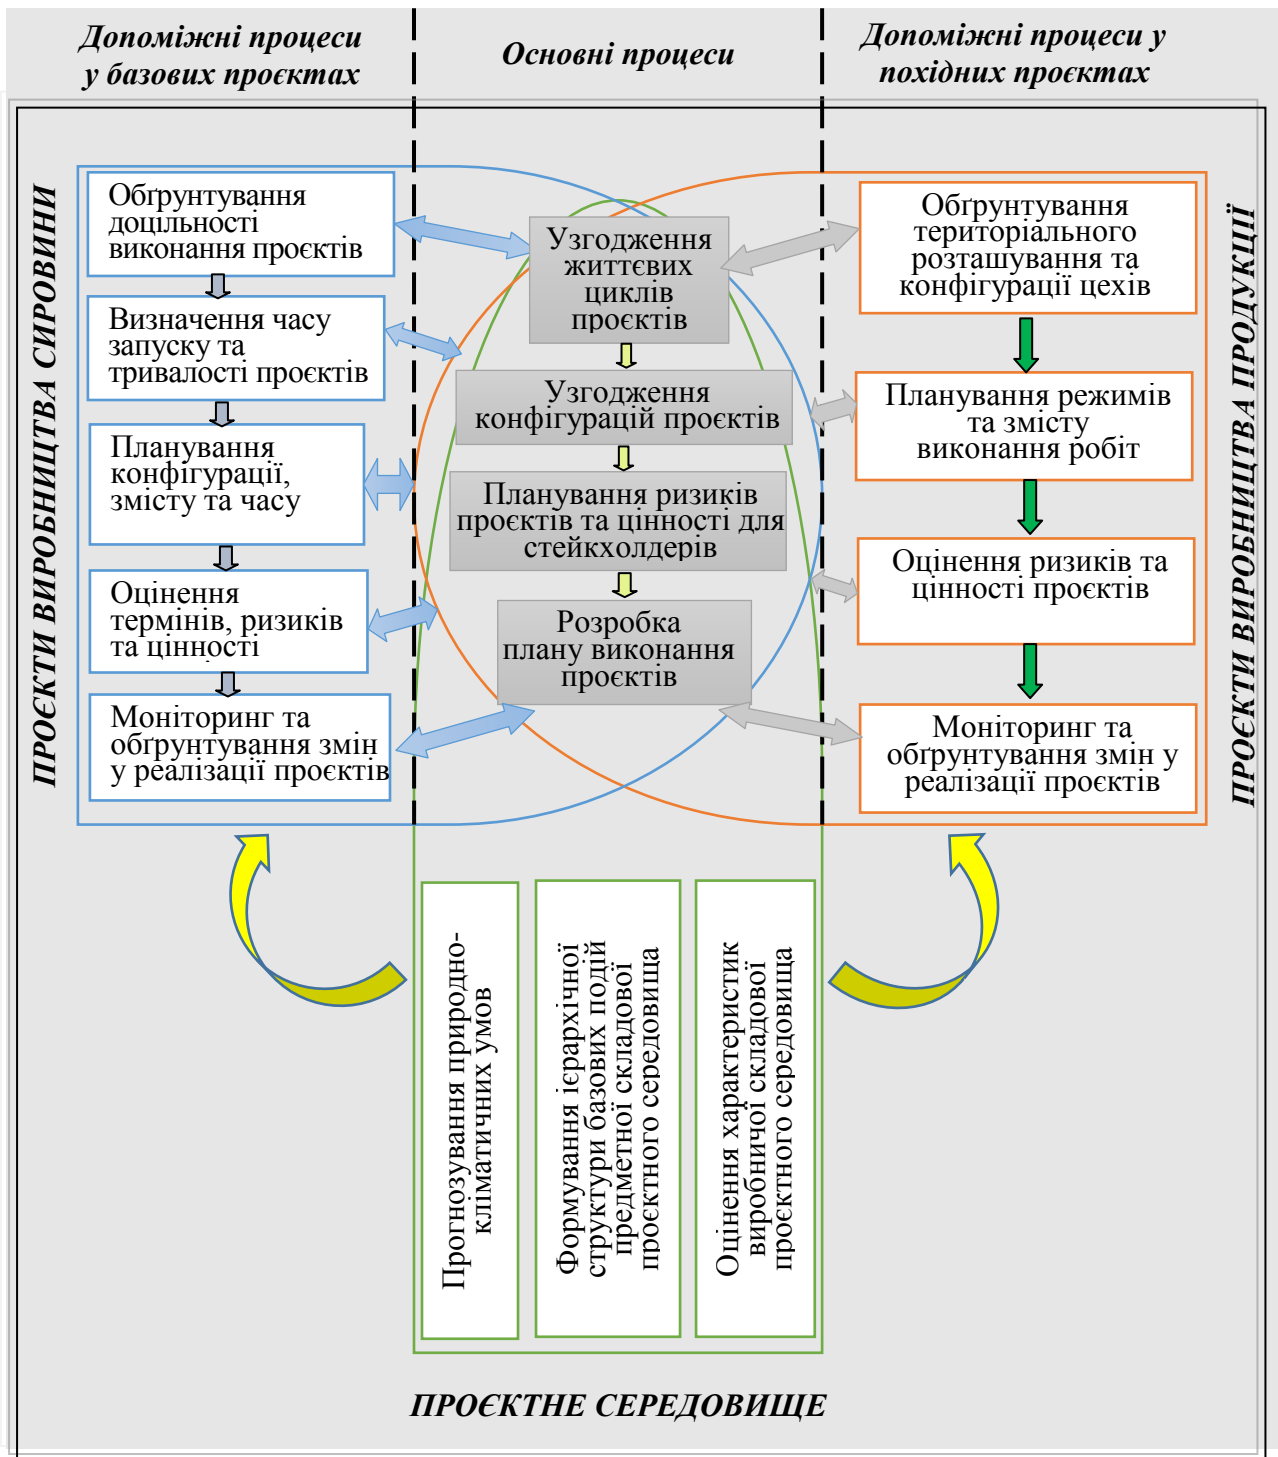 Допоміжні процеси
у базових проєктах
Основні процеси
Допоміжні процеси у
похідних проєктах
ПРОЄКТИ ВИРОБНИЦТВА СИРОВИНИ
Обґрунтування
доцільності
виконання проєктів
Визначення часу
запуску та
тривалості проєктів
Планування
конфігурації,
змісту та часу
Оцінення
термінів, ризиків
та цінності
Моніторинг та
обґрунтування змін
у реалізації проєктів
Узгодження
життєвих
циклів
проєктів
Узгодження
конфігурацій проєктів
Планування ризиків
проєктів та цінності для
стейкхолдерів
Розробка
плану виконання
проєктів
Обґрунтування
територіального
розташування та
конфігурації цехів
Планування режимів
та змісту
виконання робіт
Оцінення ризиків та
цінності проєктів
Моніторинг та
обґрунтування змін у
реалізації проєктів
ПРОЄКТИ ВИРОБНИЦТВА ПРОДУКЦІЇ
Прогнозування природно-
кліматичних умов
Формування ієрархічної
структури базових подій
предметної складової
проєктного середовища
Оцінення характеристик
виробничої складової
проєктного середовища
ПРОЄКТНЕ СЕРЕДОВИЩЕ